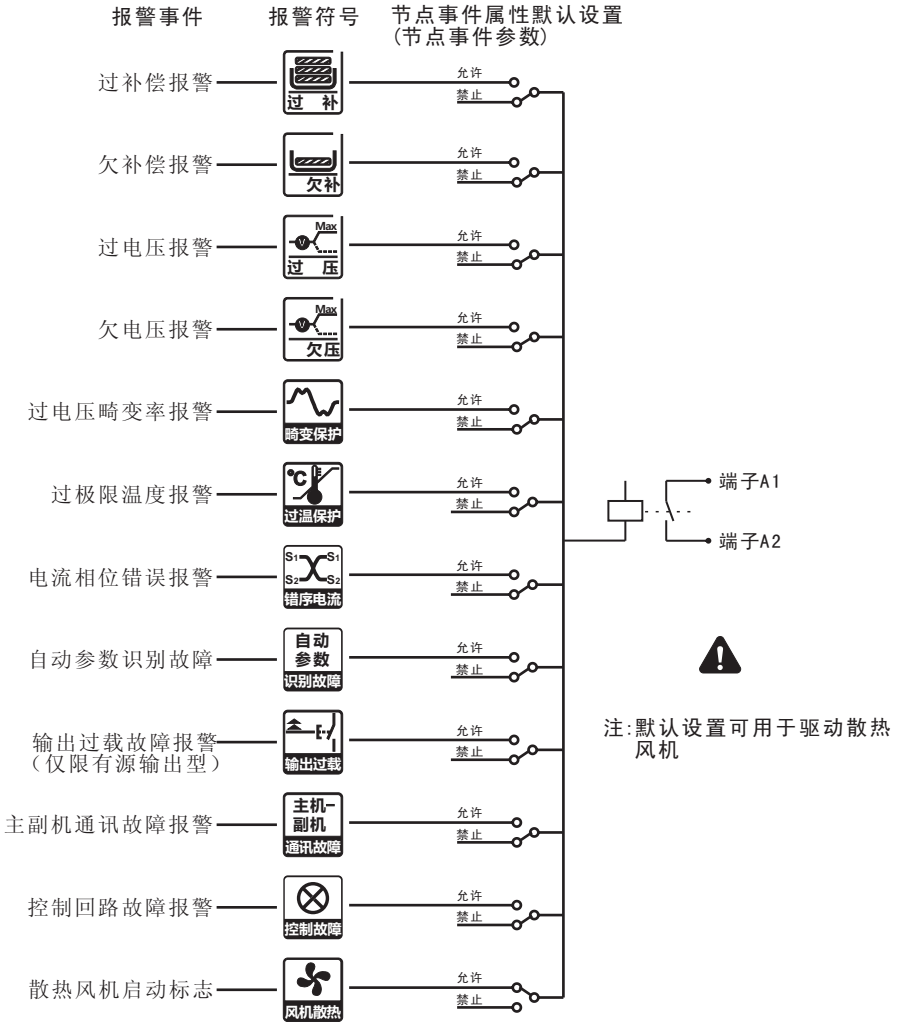 报警事件 报警符号 节点事件属性默认设置
(节点事件参数)
过补偿报警 过 补 允许
禁止
欠补偿报警 欠补 允许
禁止
过电压报警 Max V 过 压 允许
禁止
欠电压报警 Max V 欠压 允许
禁止
过电压畸变率报警 畸变保护 允许
禁止
过极限温度报警 °C 过温保护 允许
禁止
端子A1
端子A2
电流相位错误报警 S1 S1 S2 S2 错序电流 允许
禁止
自动参数识别故障 自动 参数 识别故障 允许
禁止
注:默认设置可用于驱动散热
风机
输出过载故障报警 输出过载 允许
(仅限有源输出型) 禁止
主副机通讯故障报警 主机- 副机 通讯故障 允许
禁止
控制回路故障报警 控制故障 允许
禁止
散热风机启动标志 风机散热 允许
禁止